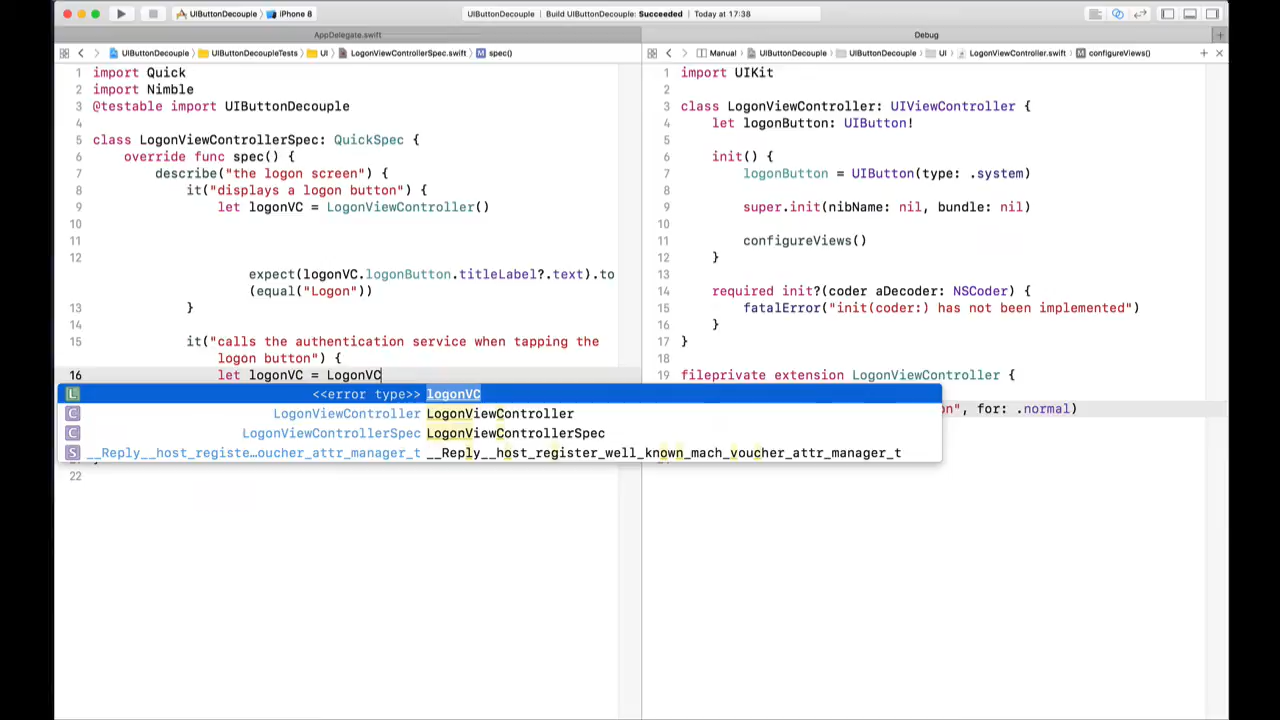 UIButtonDecouple
iPhone 8
UIButtonDecouple
Build UIButtonDecouple: Succeeded
Today at 17:38
AppDelegate.swift
Debug
UIButtonDecouple
UIButtonDecoupleTests
UI
LogonViewControllerSpec.swift
M
spec()
Manual
UIButtonDecouple
UIButtonDecouple
UI
LogonViewController.swift
M
configureViews()
1 import Quick
2 import Nimble
3 @testable import UIButtonDecouple
4
5 class LogonViewControllerSpec: QuickSpec {
6 override func spec() {
7 describe("the logon screen") {
8 it("displays a logon button") {
9 let logonVC = LogonViewController()
10
11
12
expect(logonVC.logonButton.titleLabel?.text).to
(equal("Logon"))
13 }
14
15 it("calls the authentication service when tapping the
logon button") {
16 let logonVC = LogonVC
L <<error type>> logonVC
C LogonViewController LogonViewController
C LogonViewControllerSpec LogonViewControllerSpec
S __Reply__host_registe…oucher_attr_manager_t __Reply__host_register_well_known_mach_voucher_attr_manager_t
22
1 import UIKit
2
3 class LogonViewController: UIViewController {
4 let logonButton: UIButton!
5
6 init() {
7 logonButton = UIButton(type: .system)
8
9 super.init(nibName: nil, bundle: nil)
10
11 configureViews()
12 }
13
14 required init?(coder aDecoder: NSCoder) {
15 fatalError("init(coder:) has not been implemented")
16 }
17 }
18
19 fileprivate extension LogonViewController {
on", for: .normal)